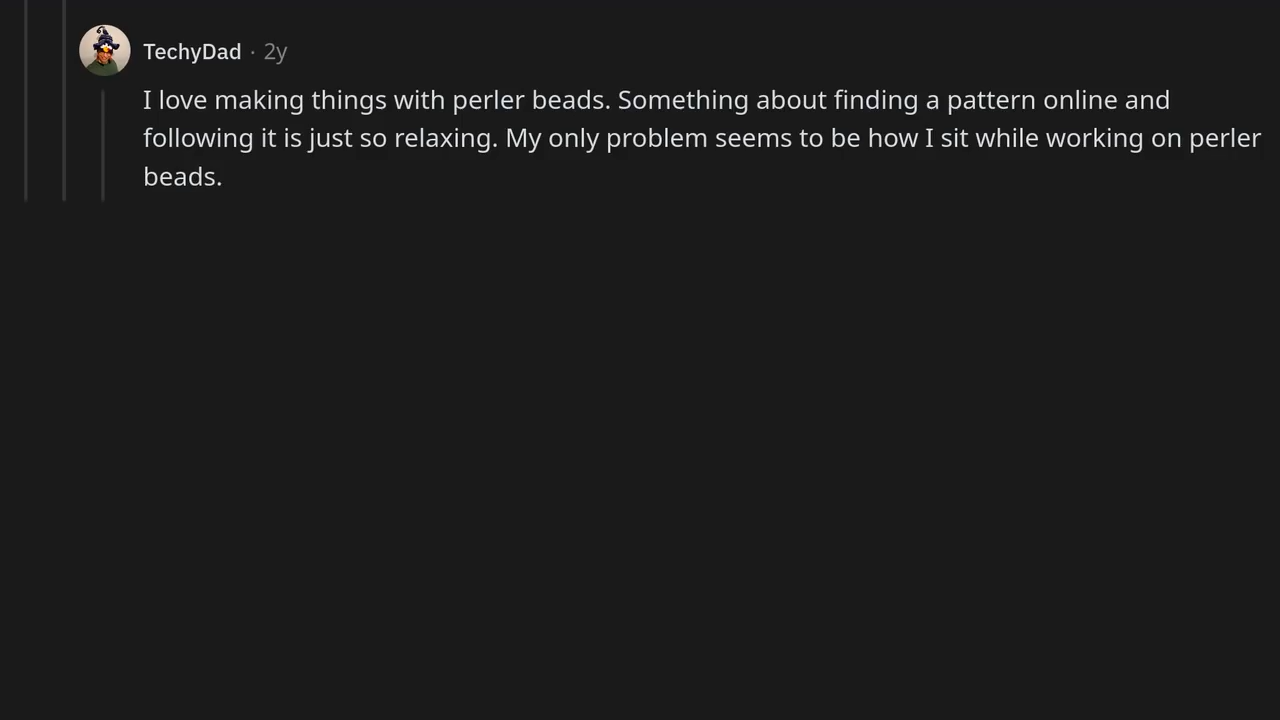 TechyDad · 2y
I love making things with perler beads. Something about finding a pattern online and
following it is just so relaxing. My only problem seems to be how I sit while working on perler
beads.